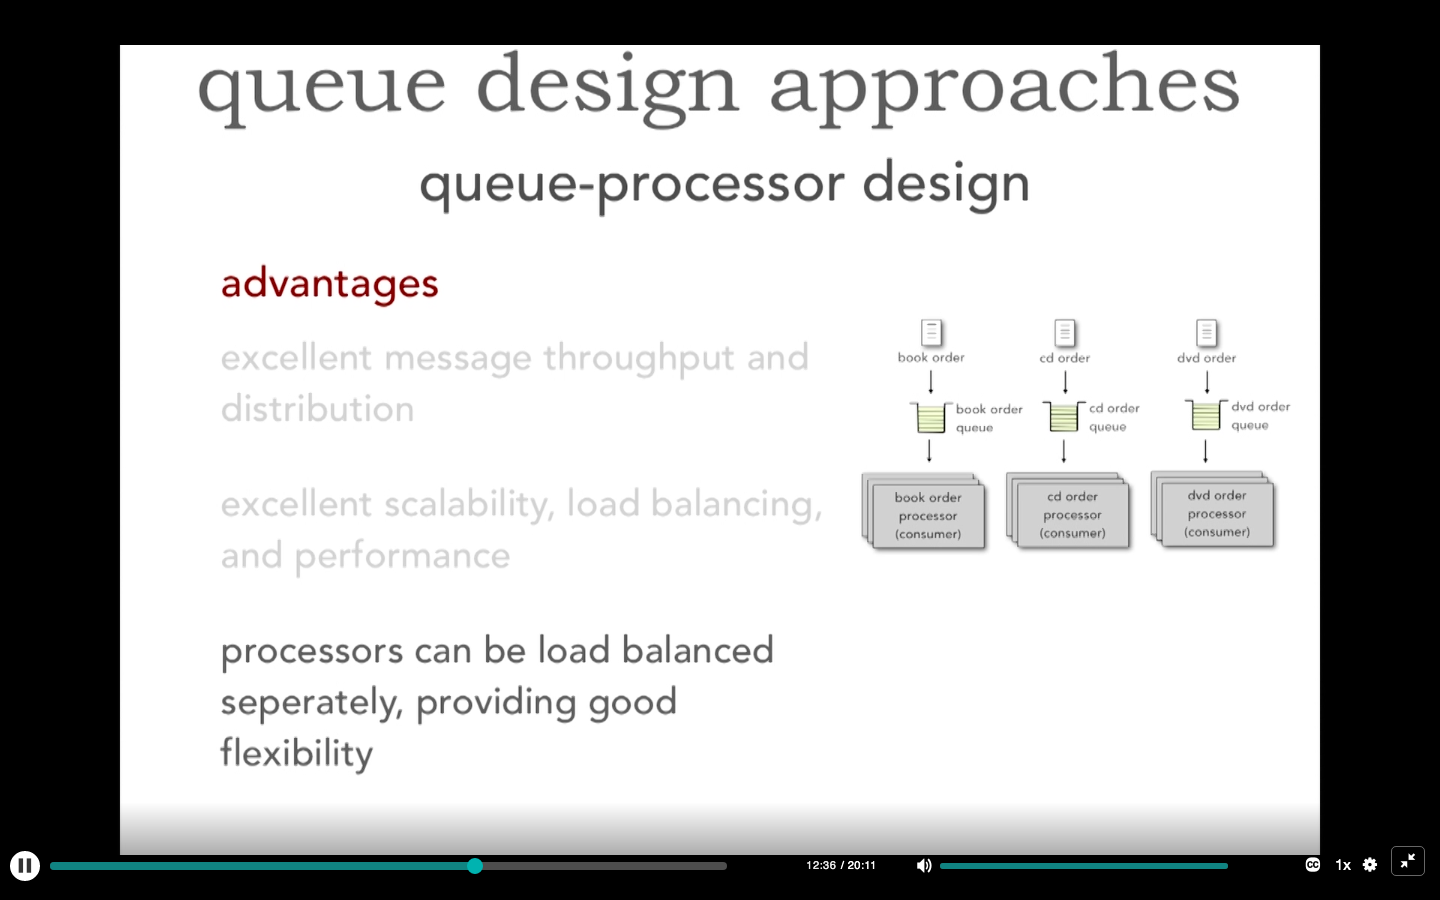 queue design approaches
queue-processor design
advantages
excellent message throughput and
distribution
excellent scalability, load balancing,
and performance
processors can be load balanced
seperately, providing good
flexibility
book order
cd order
dvd order
book order
queue
cd order
queue
dvd order
queue
book order
processor
(consumer)
cd order
processor
(consumer)
dvd order
processor
(consumer)
12:36 / 20:11
CC
1x